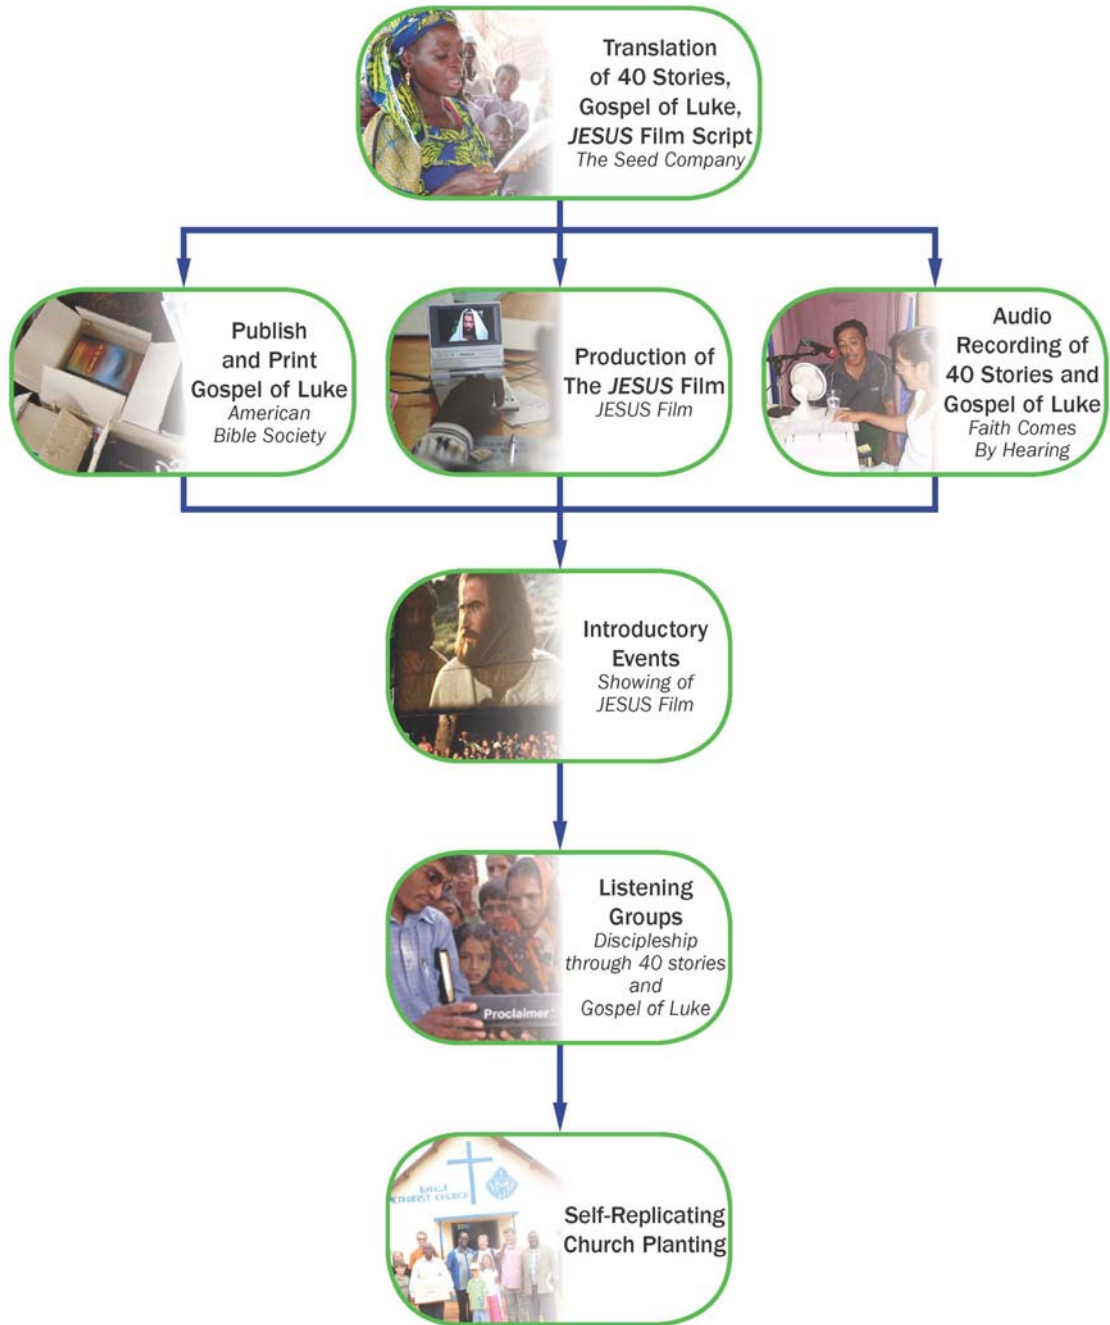 Translation
of 40 Stories,
Gospel of Luke,
JESUS Film Script
The Seed Company
Publish
and Print
Gospel of Luke
American
Bible Society
Production of
The JESUS Film
JESUS Film
Audio
Recording of
40 Stories and
Gospel of Luke
Faith Comes
By Hearing
Introductory
Events
Showing of
JESUS Film
Listening
Groups
Discipleship
through 40 stories
and
Gospel of Luke
Proclaimer
Self-Replicating
Church Planting
METHODIST CHURCH